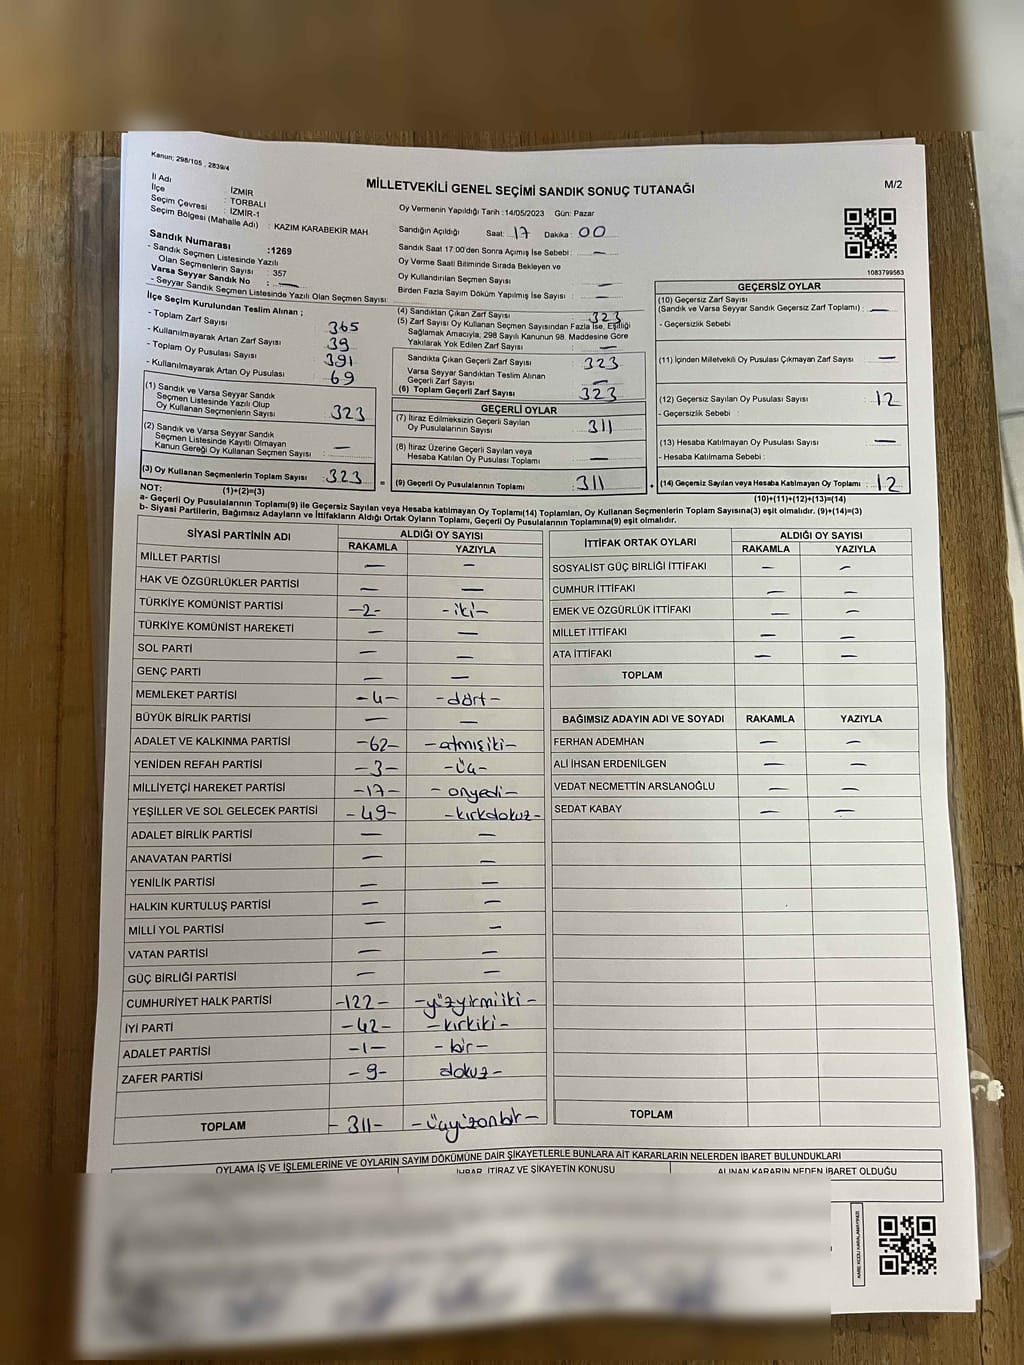 Kanun; 298/105 , 2839/4
MİLLETVEKİLİ GENEL SEÇİMİ SANDIK SONUÇ TUTANAĞI
M/2
İl Adı : İZMİR
İlçe : TORBALI
Seçim Çevresi : İZMİR-1
Seçim Bölgesi (Mahalle Adı) : KAZIM KARABEKİR MAH
Sandık Numarası :1269
- Sandık Seçmen Listesinde Yazılı
Olan Seçmenlerin Sayısı : 357
Varsa Seyyar Sandık No : —
- Seyyar Sandık Seçmen Listesinde Yazılı Olan Seçmen Sayısı:
Oy Vermenin Yapıldığı Tarih :14/05/2023 Gün: Pazar
Sandığın Açıldığı Saat: 17 Dakika : 00
Sandık Saat 17:00'den Sonra Açımış İse Sebebi : —
Oy Verme Saati Bitiminde Sırada Bekleyen ve
Oy Kullandırılan Seçmen Sayısı : —
Birden Fazla Sayım Döküm Yapılmış İse Sayısı : —
1083799563
İlçe Seçim Kurulundan Teslim Alınan ;
- Toplam Zarf Sayısı : 365
- Kullanılmayarak Artan Zarf Sayısı : 39
- Toplam Oy Pusulası Sayısı : 391
- Kullanılmayarak Artan Oy Pusulası : 69
(1) Sandık ve Varsa Seyyar Sandık
Seçmen Listesinde Yazılı Olup
Oy Kullanan Seçmenlerin Sayısı : 323
(2) Sandık ve Varsa Seyyar Sandık
Seçmen Listesinde Kayıtlı Olmayan
Kanun Gereği Oy Kullanan Seçmen Sayısı : —
(3) Oy Kullanan Seçmenlerin Toplam Sayısı : 323
(1)+(2)=(3)
(4) Sandıktan Çıkan Zarf Sayısı : 323
(5) Zarf Sayısı Oy Kullanan Seçmen Sayısından Fazla İse, Eşitliği
Sağlamak Amacıyla, 298 Sayılı Kanunun 98. Maddesine Göre
Yakılarak Yok Edilen Zarf Sayısı : —
Sandıkta Çıkan Geçerli Zarf Sayısı : 323
Varsa Seyyar Sandıktan Teslim Alınan
Geçerli Zarf Sayısı : —
(6) Toplam Geçerli Zarf Sayısı : 323
GEÇERLİ OYLAR
(7) İtiraz Edilmeksizin Geçerli Sayılan
Oy Pusulalarının Sayısı : 311
(8) İtiraz Üzerine Geçerli Sayılan veya
Hesaba Katılan Oy Pusulası Toplamı : —
= (9) Geçerli Oy Pusulalarının Toplamı : 311
GEÇERSİZ OYLAR
(10) Geçersiz Zarf Sayısı
(Sandık ve Varsa Seyyar Sandık Geçersiz Zarf Toplamı) : —
- Geçersizlik Sebebi
(11) İçinden Milletvekili Oy Pusulası Çıkmayan Zarf Sayısı : —
(12) Geçersiz Sayılan Oy Pusulası Sayısı : 12
- Geçersizlik Sebebi :
(13) Hesaba Katılmayan Oy Pusulası Sayısı : —
- Hesaba Katılmama Sebebi :
+ (14) Geçersiz Sayılan veya Hesaba Katılmayan Oy Toplamı : 12
(10)+(11)+(12)+(13)=(14)
NOT:
a- Geçerli Oy Pusulalarının Toplamı(9) ile Geçersiz Sayılan veya Hesaba katılmayan Oy Toplamı(14) Toplamları, Oy Kullanan Seçmenlerin Toplam Sayısına(3) eşit olmalıdır. (9)+(14)=(3)
b- Siyasi Partilerin, Bağımsız Adayların ve İttifakların Aldığı Ortak Oyların Toplamı, Geçerli Oy Pusulalarının Toplamına(9) eşit olmalıdır.
SİYASİ PARTİNİN ADI ALDIĞI OY SAYISI
RAKAMLA YAZIYLA
MİLLET PARTİSİ — —
HAK VE ÖZGÜRLÜKLER PARTİSİ — —
TÜRKİYE KOMÜNİST PARTİSİ -2- -iki-
TÜRKİYE KOMÜNİST HAREKETİ — —
SOL PARTİ — —
GENÇ PARTİ — —
MEMLEKET PARTİSİ -4- -dört-
BÜYÜK BİRLİK PARTİSİ — —
ADALET VE KALKINMA PARTİSİ -62- -atmışiki-
YENİDEN REFAH PARTİSİ -3- -üç-
MİLLİYETÇİ HAREKET PARTİSİ -17- -onyedi-
YEŞİLLER VE SOL GELECEK PARTİSİ -49- -kırkdokuz-
ADALET BİRLİK PARTİSİ — —
ANAVATAN PARTİSİ — —
YENİLİK PARTİSİ — —
HALKIN KURTULUŞ PARTİSİ — —
MİLLİ YOL PARTİSİ — —
VATAN PARTİSİ — —
GÜÇ BİRLİĞİ PARTİSİ — —
CUMHURİYET HALK PARTİSİ -122- -yüzyirmiiki-
İYİ PARTİ -42- -kırkiki-
ADALET PARTİSİ -1- -bir-
ZAFER PARTİSİ -9- dokuz-
TOPLAM -311- -üçyüzonbir-
İTTİFAK ORTAK OYLARI ALDIĞI OY SAYISI
RAKAMLA YAZIYLA
SOSYALİST GÜÇ BİRLİĞİ İTTİFAKI — —
CUMHUR İTTİFAKI — —
EMEK VE ÖZGÜRLÜK İTTİFAKI — —
MİLLET İTTİFAKI — —
ATA İTTİFAKI — —
TOPLAM
BAĞIMSIZ ADAYIN ADI VE SOYADI RAKAMLA YAZIYLA
FERHAN ADEMHAN — —
ALİ İHSAN ERDENİLGEN — —
VEDAT NECMETTİN ARSLANOĞLU — —
SEDAT KABAY — —
TOPLAM
OYLAMA İŞ VE İŞLEMLERİNE VE OYLARIN SAYIM DÖKÜMÜNE DAİR ŞİKAYETLERLE BUNLARA AİT KARARLARIN NELERDEN İBARET BULUNDUKLARI
İHBAR, İTİRAZ VE ŞİKAYETİN KONUSU ALINAN KARARIN NEDEN İBARET OLDUĞU